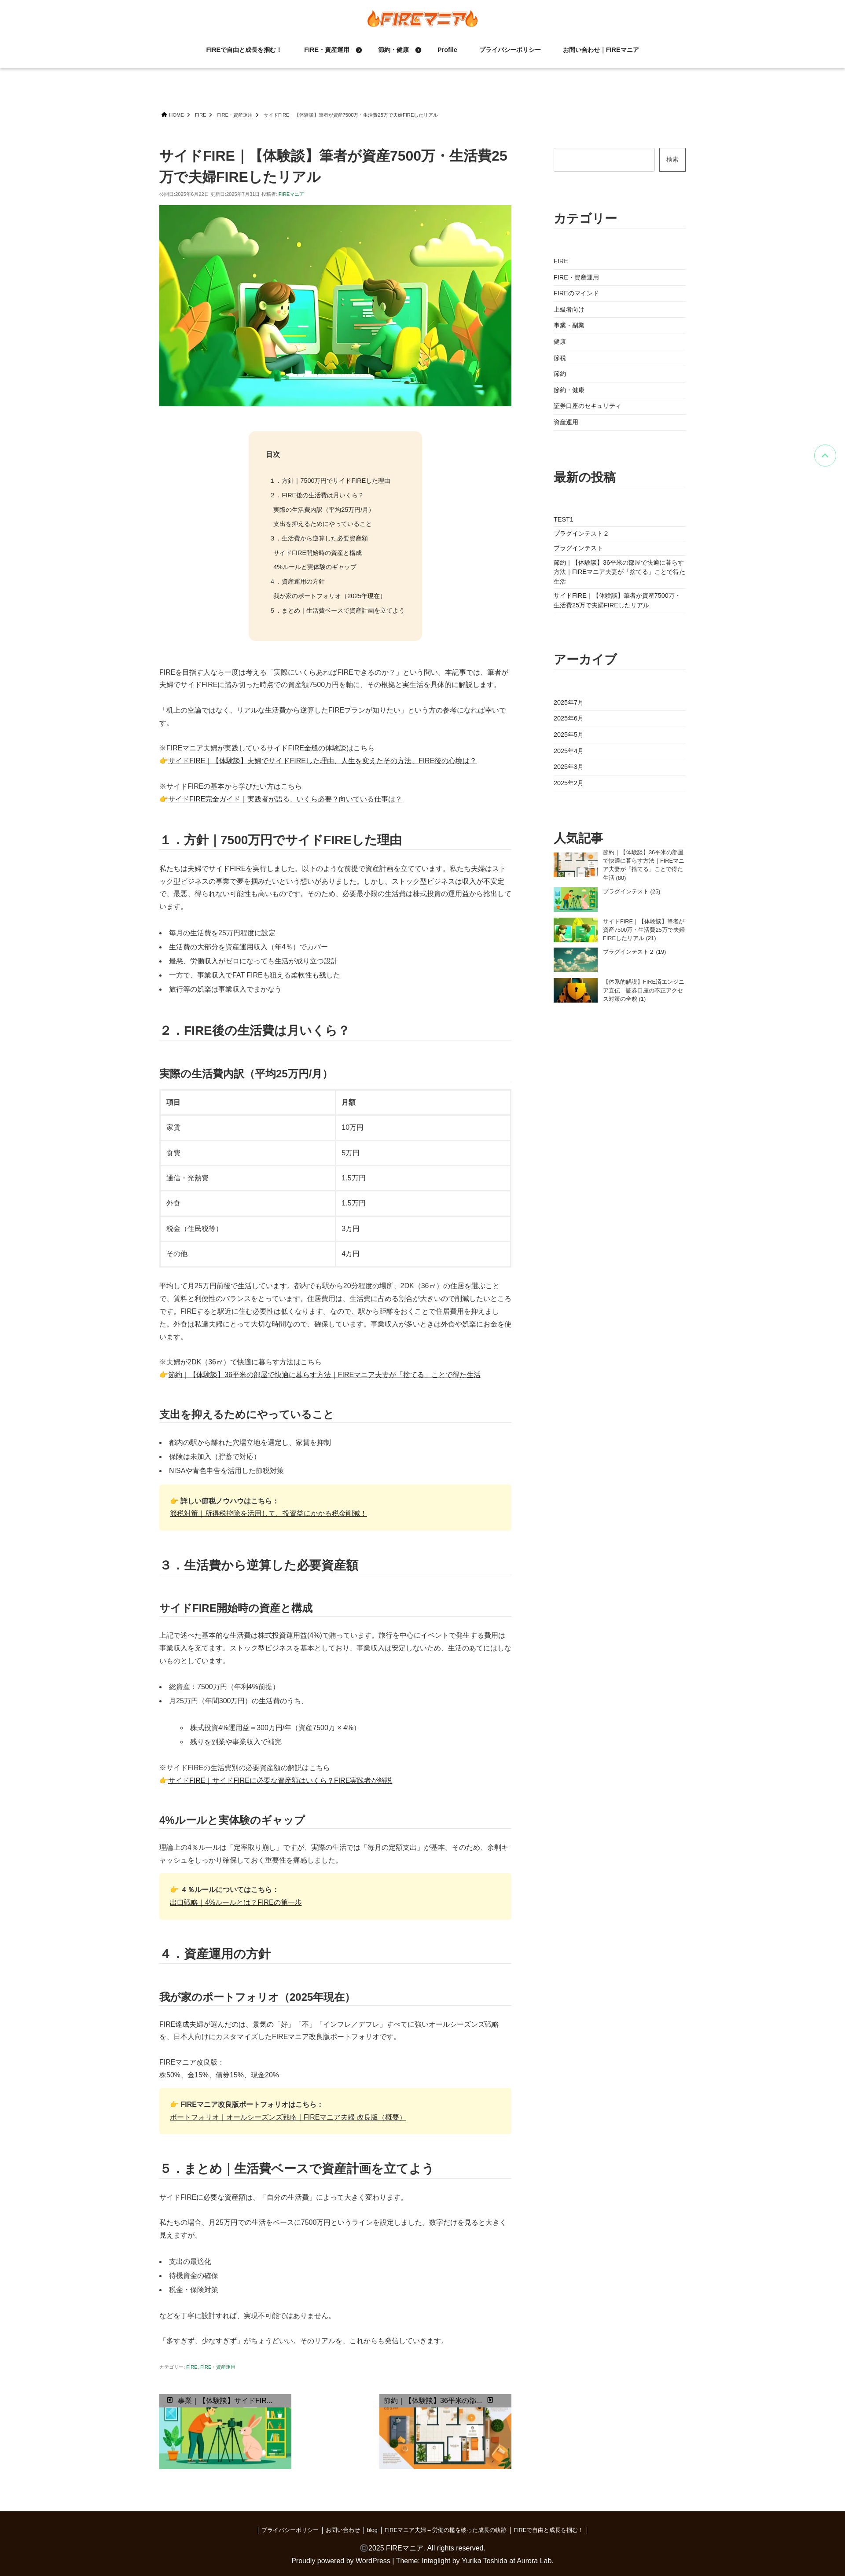 FIREマニア
FIREで自由と成長を掴む！
FIRE・資産運用
節約・健康
Profile
プライバシーポリシー
お問い合わせ｜FIREマニア
HOME
FIRE
FIRE・資産運用
サイドFIRE｜【体験談】筆者が資産7500万・生活費25万で夫婦FIREしたリアル
サイドFIRE｜【体験談】筆者が資産7500万・生活費25
万で夫婦FIREしたリアル
公開日:2025年6月22日 更新日:2025年7月31日 投稿者: FIREマニア
目次
１．方針｜7500万円でサイドFIREした理由
２．FIRE後の生活費は月いくら？
実際の生活費内訳（平均25万円/月）
支出を抑えるためにやっていること
３．生活費から逆算した必要資産額
サイドFIRE開始時の資産と構成
4%ルールと実体験のギャップ
４．資産運用の方針
我が家のポートフォリオ（2025年現在）
５．まとめ｜生活費ベースで資産計画を立てよう
FIREを目指す人なら一度は考える「実際にいくらあればFIREできるのか？」という問い。本記事では、筆者が
夫婦でサイドFIREに踏み切った時点での資産額7500万円を軸に、その根拠と実生活を具体的に解説します。
「机上の空論ではなく、リアルな生活費から逆算したFIREプランが知りたい」という方の参考になれば幸いで
す。
※FIREマニア夫婦が実践しているサイドFIRE全般の体験談はこちら
👉サイドFIRE｜【体験談】夫婦でサイドFIREした理由、人生を変えたその方法、FIRE後の心境は？
※サイドFIREの基本から学びたい方はこちら
👉サイドFIRE完全ガイド｜実践者が語る、いくら必要？向いている仕事は？
１．方針｜7500万円でサイドFIREした理由
私たちは夫婦でサイドFIREを実行しました。以下のような前提で資産計画を立てています。私たち夫婦はスト
ック型ビジネスの事業で夢を掴みたいという想いがありました。しかし、ストック型ビジネスは収入が不安定
で、最悪、得られない可能性も高いものです。そのため、必要最小限の生活費は株式投資の運用益から捻出して
います。
• 毎月の生活費を25万円程度に設定
• 生活費の大部分を資産運用収入（年4％）でカバー
• 最悪、労働収入がゼロになっても生活が成り立つ設計
• 一方で、事業収入でFAT FIREも狙える柔軟性も残した
• 旅行等の娯楽は事業収入でまかなう
２．FIRE後の生活費は月いくら？
実際の生活費内訳（平均25万円/月）
項目 月額
家賃 10万円
食費 5万円
通信・光熱費 1.5万円
外食 1.5万円
税金（住民税等） 3万円
その他 4万円
平均して月25万円前後で生活しています。都内でも駅から20分程度の場所、2DK（36㎡）の住居を選ぶこと
で、賃料と利便性のバランスをとっています。住居費用は、生活費に占める割合が大きいので削減したいところ
です。FIREすると駅近に住む必要性は低くなります。なので、駅から距離をおくことで住居費用を抑えまし
た。外食は私達夫婦にとって大切な時間なので、確保しています。事業収入が多いときは外食や娯楽にお金を使
います。
※夫婦が2DK（36㎡）で快適に暮らす方法はこちら
👉節約｜【体験談】36平米の部屋で快適に暮らす方法｜FIREマニア夫妻が「捨てる」ことで得た生活
支出を抑えるためにやっていること
• 都内の駅から離れた穴場立地を選定し、家賃を抑制
• 保険は未加入（貯蓄で対応）
• NISAや青色申告を活用した節税対策
👉 詳しい節税ノウハウはこちら：
節税対策｜所得税控除を活用して、投資益にかかる税金削減！
３．生活費から逆算した必要資産額
サイドFIRE開始時の資産と構成
上記で述べた基本的な生活費は株式投資運用益(4%)で賄っています。旅行を中心にイベントで発生する費用は
事業収入を充てます。ストック型ビジネスを基本としており、事業収入は安定しないため、生活のあてにはしな
いものとしています。
• 総資産：7500万円（年利4%前提）
• 月25万円（年間300万円）の生活費のうち、
◦ 株式投資4%運用益＝300万円/年（資産7500万 × 4%）
◦ 残りを副業や事業収入で補完
※サイドFIREの生活費別の必要資産額の解説はこちら
👉サイドFIRE｜サイドFIREに必要な資産額はいくら？FIRE実践者が解説
4%ルールと実体験のギャップ
理論上の4％ルールは「定率取り崩し」ですが、実際の生活では「毎月の定額支出」が基本。そのため、余剰キ
ャッシュをしっかり確保しておく重要性を痛感しました。
👉 ４％ルールについてはこちら：
出口戦略｜4%ルールとは？FIREの第一歩
４．資産運用の方針
我が家のポートフォリオ（2025年現在）
FIRE達成夫婦が選んだのは、景気の「好」「不」「インフレ／デフレ」すべてに強いオールシーズンズ戦略
を、日本人向けにカスタマイズしたFIREマニア改良版ポートフォリオです。
FIREマニア改良版：
株50%、金15%、債券15%、現金20%
👉 FIREマニア改良版ポートフォリオはこちら：
ポートフォリオ｜オールシーズンズ戦略｜FIREマニア夫婦 改良版（概要）
５．まとめ｜生活費ベースで資産計画を立てよう
サイドFIREに必要な資産額は、「自分の生活費」によって大きく変わります。
私たちの場合、月25万円での生活をベースに7500万円というラインを設定しました。数字だけを見ると大きく
見えますが、
• 支出の最適化
• 待機資金の確保
• 税金・保険対策
などを丁寧に設計すれば、実現不可能ではありません。
「多すぎず、少なすぎず」がちょうどいい。そのリアルを、これからも発信していきます。
カテゴリー: FIRE, FIRE・資産運用
事業｜【体験談】サイドFIR...
節約｜【体験談】36平米の部...
検索
カテゴリー
FIRE
FIRE・資産運用
FIREのマインド
上級者向け
事業・副業
健康
節税
節約
節約・健康
証券口座のセキュリティ
資産運用
最新の投稿
TEST1
プラグインテスト２
プラグインテスト
節約｜【体験談】36平米の部屋で快適に暮らす
方法｜FIREマニア夫妻が「捨てる」ことで得た
生活
サイドFIRE｜【体験談】筆者が資産7500万・
生活費25万で夫婦FIREしたリアル
アーカイブ
2025年7月
2025年6月
2025年5月
2025年4月
2025年3月
2025年2月
人気記事
節約｜【体験談】36平米の部屋
で快適に暮らす方法｜FIREマニ
ア夫妻が「捨てる」ことで得た
生活 (80)
プラグインテスト (25)
サイドFIRE｜【体験談】筆者が
資産7500万・生活費25万で夫婦
FIREしたリアル (21)
プラグインテスト２ (19)
【体系的解説】FIRE済エンジニ
ア直伝｜証券口座の不正アクセ
ス対策の全貌 (1)
プライバシーポリシー
お問い合わせ
blog
FIREマニア夫婦 – 労働の檻を破った成長の軌跡
FIREで自由と成長を掴む！
©2025 FIREマニア. All rights reserved.
Proudly powered by WordPress | Theme: Integlight by Yurika Toshida at Aurora Lab.